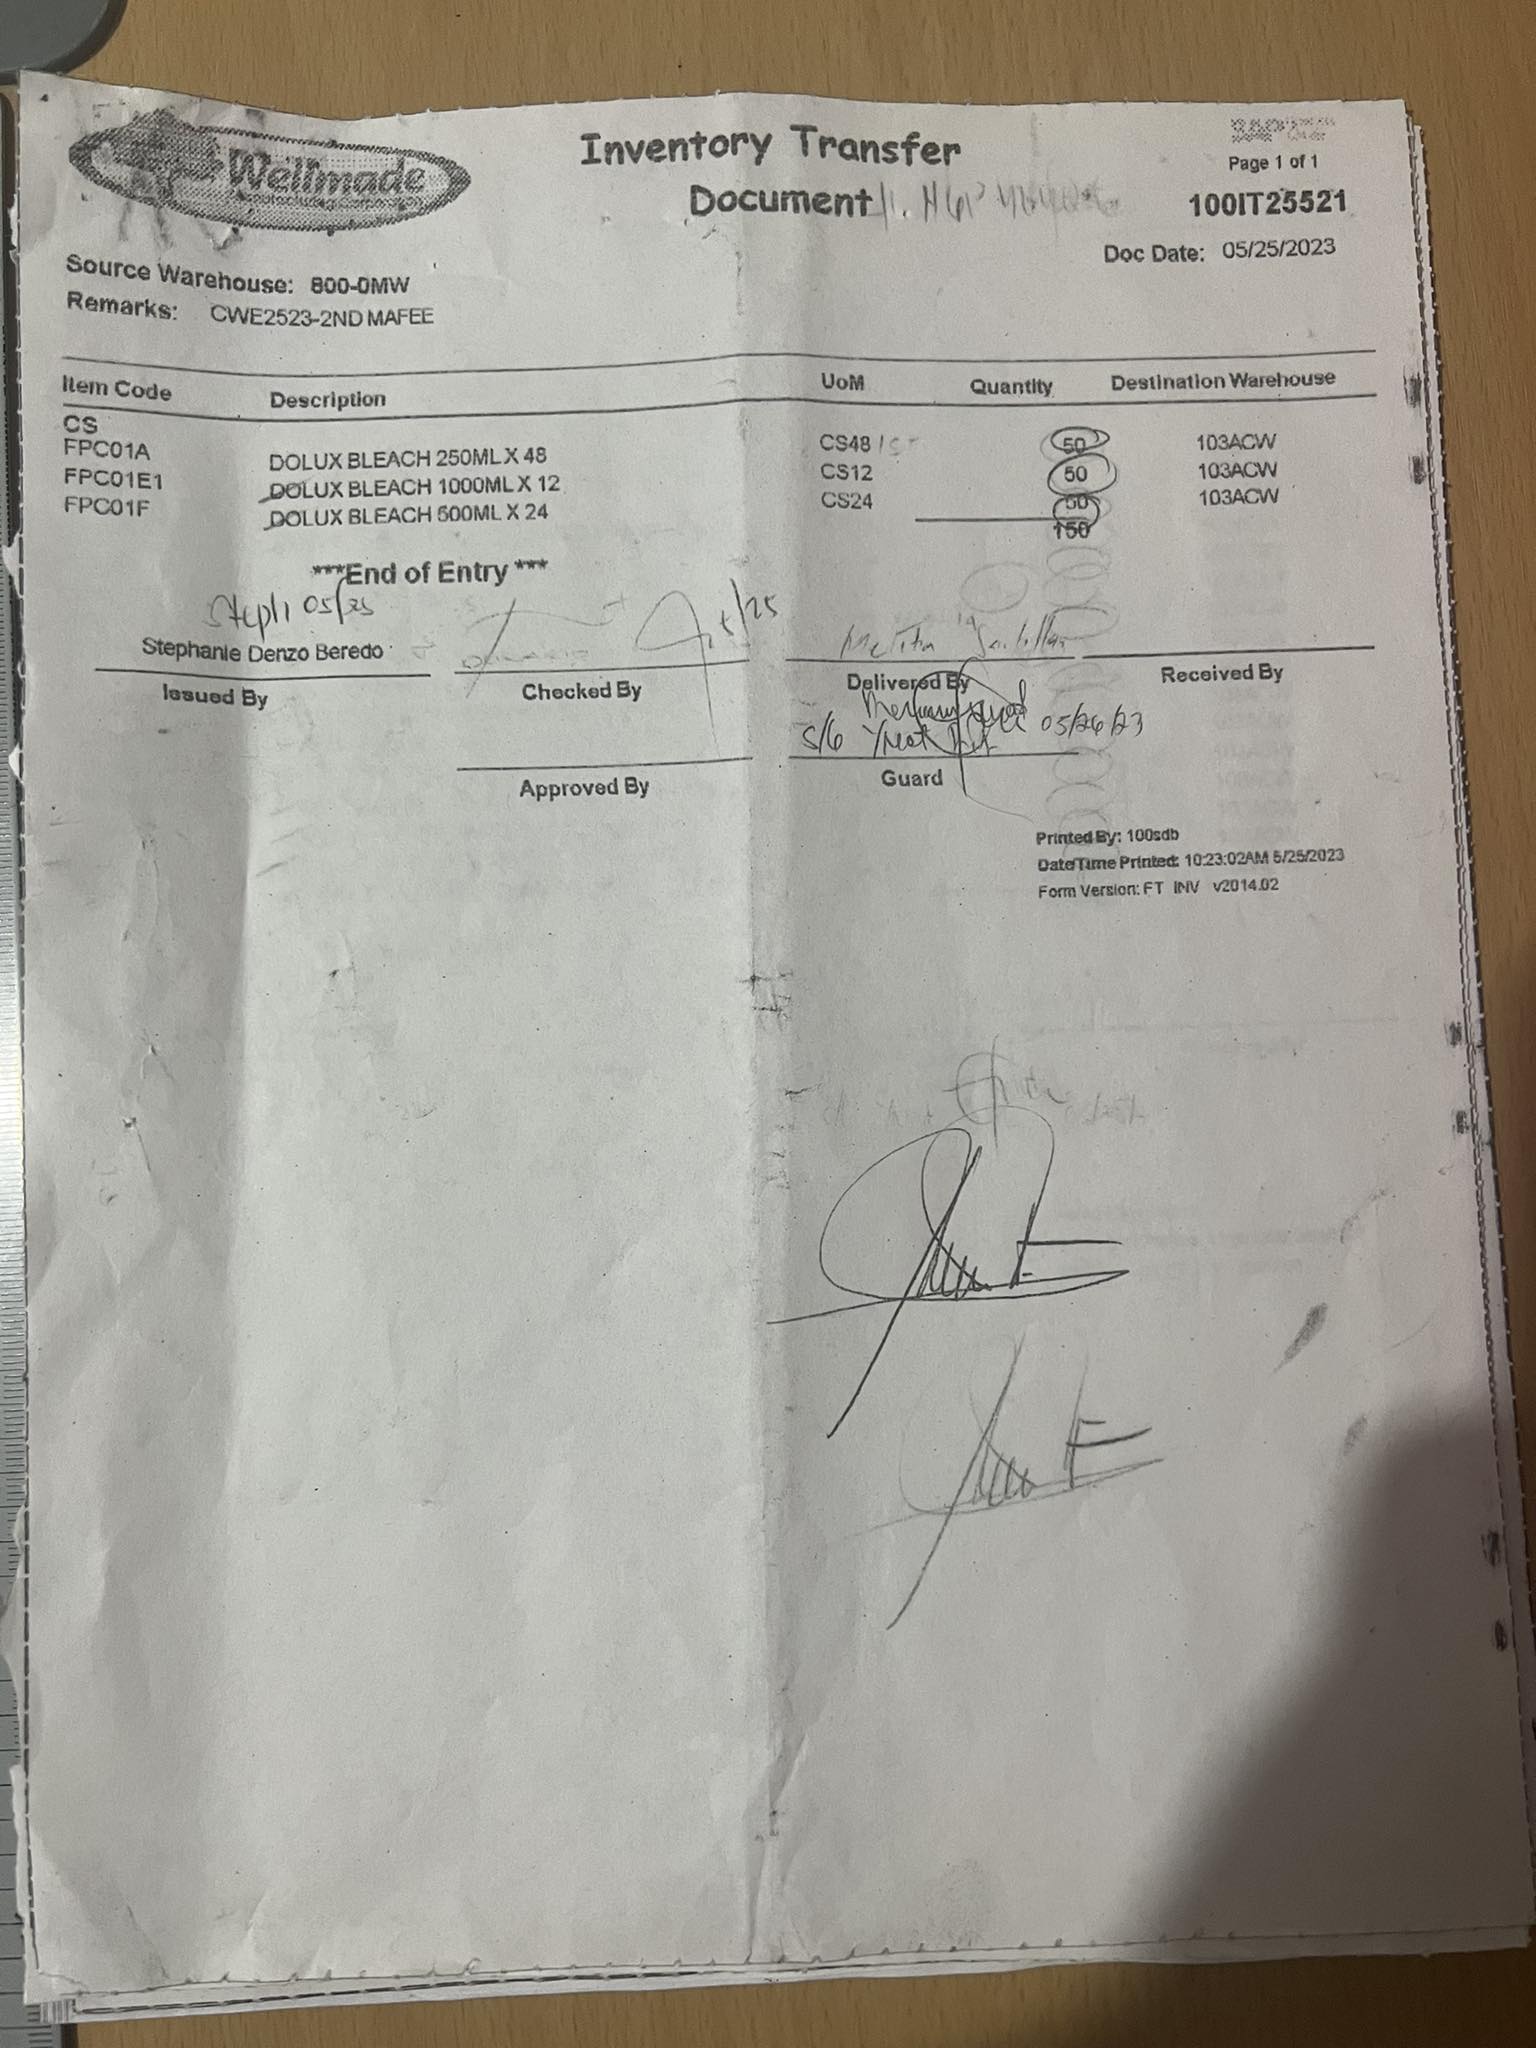 Wellmade
Manufacturing Corporation
Inventory Transfer
Document
Page 1 of 1
100IT25521
Doc Date: 05/25/2023
Source Warehouse: 800-0MW
Remarks: CWE2523-2ND MAFEE
Item Code Description UoM Quantity Destination Warehouse
CS
FPC01A DOLUX BLEACH 250ML X 48 CS48 50 103ACW
FPC01E1 DOLUX BLEACH 1000ML X 12 CS12 50 103ACW
FPC01F DOLUX BLEACH 500ML X 24 CS24 50 103ACW
150
***End of Entry ***
05/25
5/25
Stephanie Denzo Beredo
Issued By Checked By Delivered By Received By
05/26/23
Approved By Guard
Printed By: 100sdb
Date/Time Printed: 10:23:02AM 5/25/2023
Form Version: FT INV v2014.02